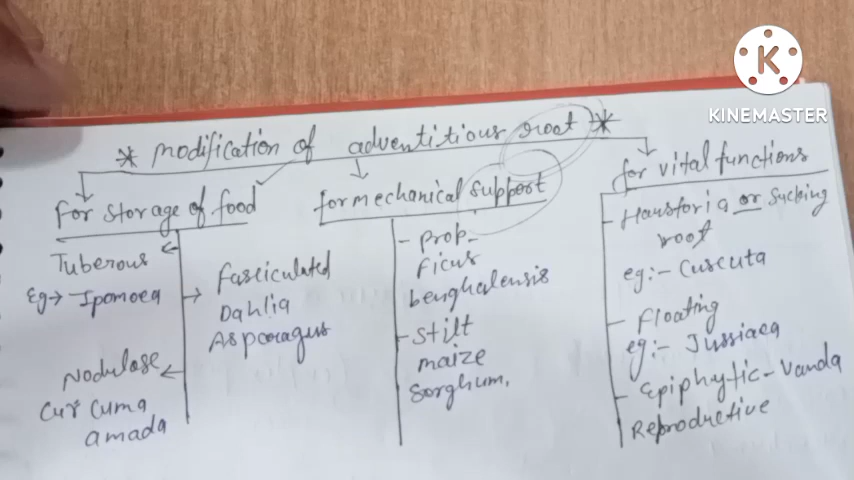 KINEMASTER
* Modification of adventitious root *
For storage of food
Tuberous
Eg→ Ipomoea
Fasciculated
Dahlia
Asparagus
Nodulose
Curcuma
amada
for mechanical support
- prop-
ficus
benghalensis
- stilt
maize
Sorghum,
for vital functions
- Haustoria or Sucking
root
eg:- Cuscuta
- Floating
eg:- Jussiaea
- Epiphytic - Vanda
Reproductive